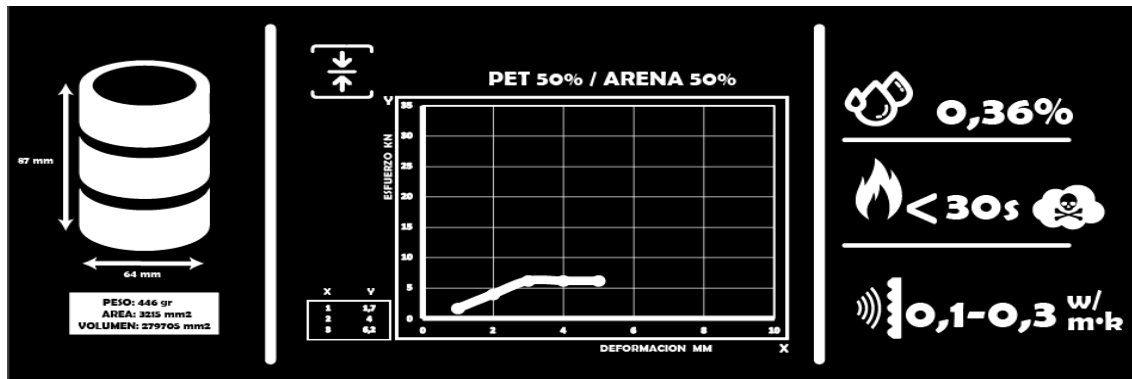 87 mm
64 mm
PESO: 446 gr
AREA: 3215 mm2
VOLUMEN: 279705 mm2
PET 50% / ARENA 50%
Y
ESFUERZO KN
35
30
25
20
15
10
5
0
0 2 4 6 8 10
DEFORMACION MM X
X Y
1 1,7
2 4
3 6,2
0,36%
< 30s
0,1-0,3 w/
m·k